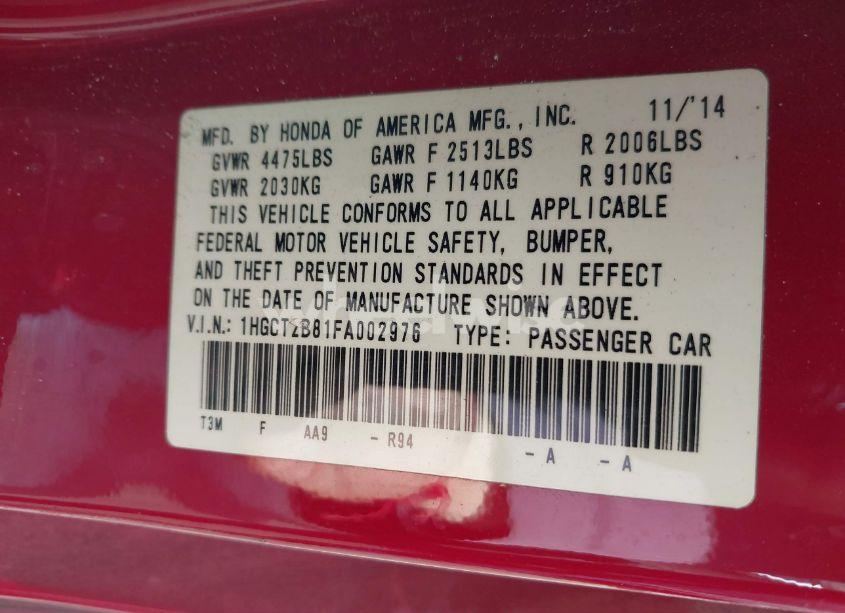 MFD. BY HONDA OF AMERICA MFG., INC. 11/'14
GVWR 4475LBS GAWR F 2513LBS R 2006LBS
GVWR 2030KG GAWR F 1140KG R 910KG
THIS VEHICLE CONFORMS TO ALL APPLICABLE
FEDERAL MOTOR VEHICLE SAFETY, BUMPER,
AND THEFT PREVENTION STANDARDS IN EFFECT
ON THE DATE OF MANUFACTURE SHOWN ABOVE.
V.I.N.: 1HGCT2B81FA002976 TYPE: PASSENGER CAR
T3M F AA9 - R94 - A - A